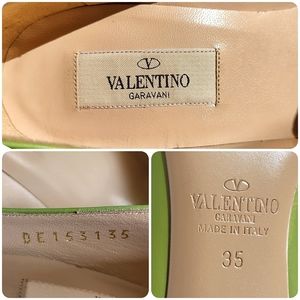 VALENTINO
GARAVANI
DE153135
VALENTINO
GARAVANI
MADE IN ITALY
35